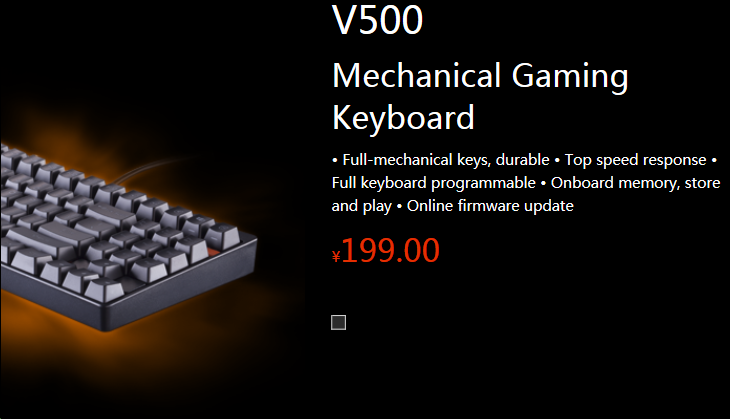 V500
Mechanical Gaming
Keyboard
• Full-mechanical keys, durable • Top speed response •
Full keyboard programmable • Onboard memory, store
and play • Online firmware update
¥199.00